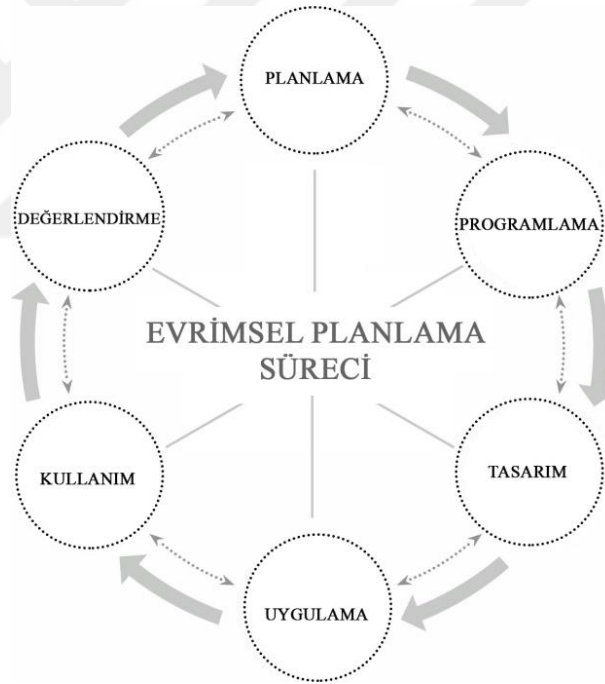 PLANLAMA
PROGRAMLAMA
TASARIM
UYGULAMA
KULLANIM
DEĞERLENDİRME
EVRİMSEL PLANLAMA
SÜRECİ